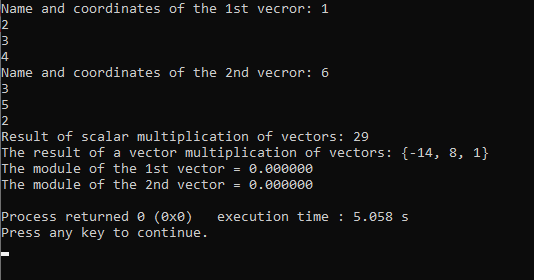 Name and coordinates of the 1st vecror: 1
2
3
4
Name and coordinates of the 2nd vecror: 6
3
5
2
Result of scalar multiplication of vectors: 29
The result of a vector multiplication of vectors: {-14, 8, 1}
The module of the 1st vector = 0.000000
The module of the 2nd vector = 0.000000
Process returned 0 (0x0)   execution time : 5.058 s
Press any key to continue.